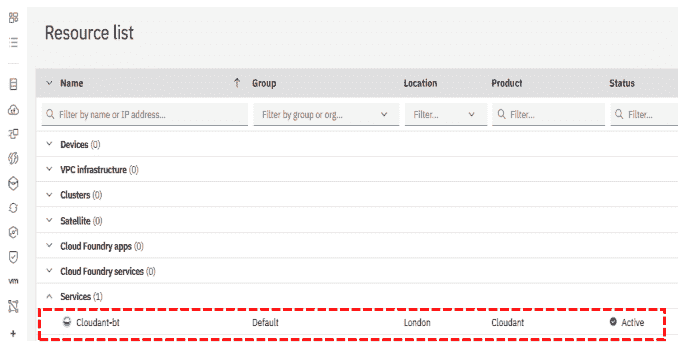 Resource list
Name Group Location Product Status
Filter by name or IP address... Filter by group or org... Filter... Filter... Filter...
Devices (0)
VPC infrastructure (0)
Clusters (0)
Satellite (0)
Cloud Foundry apps (0)
Cloud Foundry services (0)
Services (1)
Cloudant-bt Default London Cloudant Active
vm